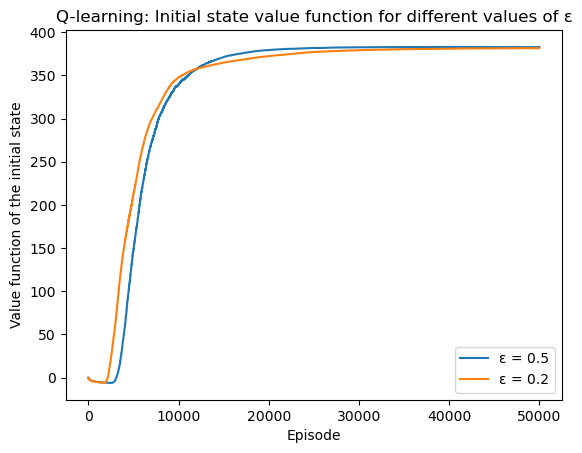 Q-learning: Initial state value function for different values of ε
Value function of the initial state
400
350
300
250
200
150
100
50
0
0 10000 20000 30000 40000 50000
Episode
ε = 0.5
ε = 0.2